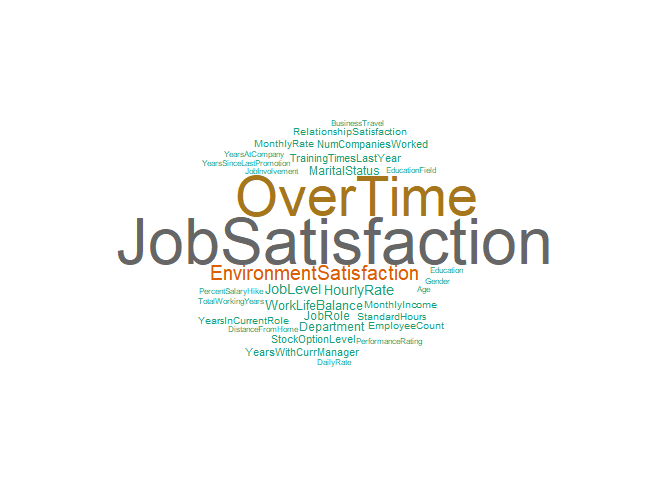 BusinessTravel
RelationshipSatisfaction
MonthlyRate NumCompaniesWorked
YearsAtCompany TrainingTimesLastYear
YearsSinceLastPromotion
JobInvolvement MaritalStatus EducationField
OverTime
JobSatisfaction
EnvironmentSatisfaction Education
Gender
PercentSalaryHike JobLevel HourlyRate Age
TotalWorkingYears WorkLifeBalance MonthlyIncome
YearsInCurrentRole JobRole StandardHours
DistanceFromHome Department EmployeeCount
StockOptionLevel PerformanceRating
YearsWithCurrManager
DailyRate